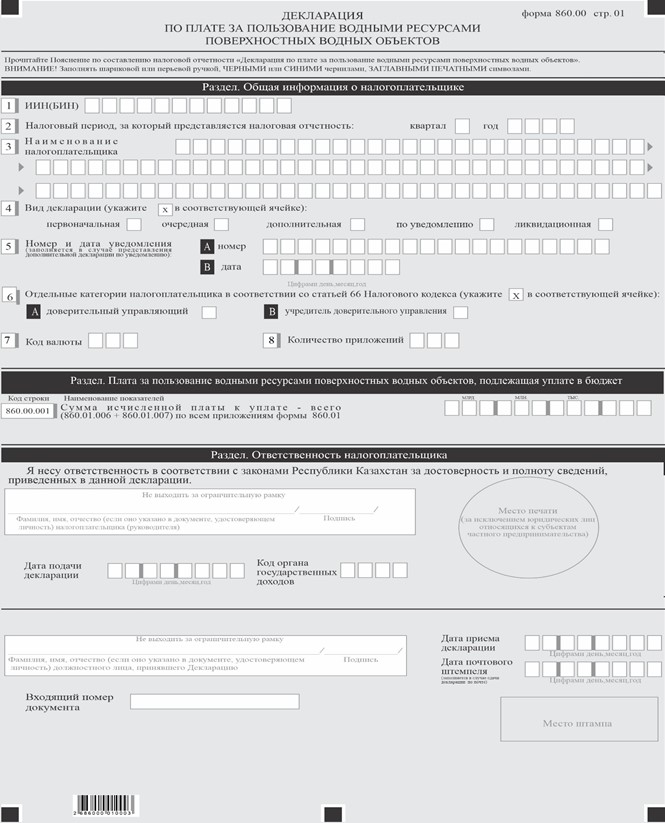 форма 860.00 стр. 01
ДЕКЛАРАЦИЯ
ПО ПЛАТЕ ЗА ПОЛЬЗОВАНИЕ ВОДНЫМИ РЕСУРСАМИ
ПОВЕРХНОСТНЫХ ВОДНЫХ ОБЪЕКТОВ
Прочитайте Пояснение по составлению налоговой отчетности «Декларация по плате за пользование водными ресурсами поверхностных водных объектов».
ВНИМАНИЕ! Заполнять шариковой или перьевой ручкой, ЧЕРНЫМИ или СИНИМИ чернилами, ЗАГЛАВНЫМИ ПЕЧАТНЫМИ символами.
Раздел. Общая информация о налогоплательщике
1 ИИН(БИН)
2 Налоговый период, за который представляется налоговая отчетность: квартал год
3 Наименование
налогоплательщика
4 Вид декларации (укажите x в соответствующей ячейке):
первоначальная очередная дополнительная по уведомлению ликвидационная
5 Номер и дата уведомления A номер
(заполняется в случае представления
дополнительной декларации по уведомлению):
B дата
Цифрами день,месяц,год
6 Отдельные категории налогоплательщика в соответствии со статьей 66 Налогового кодекса (укажите X в соответствующей ячейке):
A доверительный управляющий B учредитель доверительного управления
7 Код валюты 8 Количество приложений
Раздел. Плата за пользование водными ресурсами поверхностных водных объектов, подлежащая уплате в бюджет
Код строки Наименование показателей млрд млн тыс
860.00.001 Сумма исчисленной платы к уплате - всего
(860.01.006 + 860.01.007) по всем приложениям формы 860.01
Раздел. Ответственность налогоплательщика
Я несу ответственность в соответствии с законами Республики Казахстан за достоверность и полноту сведений,
приведенных в данной декларации.
Не выходить за ограничительную рамку
Фамилия, имя, отчество (если оно указано в документе, удостоверяющем Подпись
личность) налогоплательщика (руководителя)
Место печати
(за исключением юридических лиц
относящихся к субъектам
частного предпринимательства)
Дата подачи
декларации
Цифрами день,месяц,год
Код органа
государственных
доходов
Не выходить за ограничительную рамку
Фамилия, имя, отчество (если оно указано в документе, удостоверяющем Подпись
личность) должностного лица, принявшего Декларацию
Дата приема
декларации
Цифрами день,месяц,год
Дата почтового
штемпеля
(заполняется в случае сдачи
декларации по почте)
Цифрами день,месяц,год
Входящий номер
документа
Место штампа
2 686000 010003